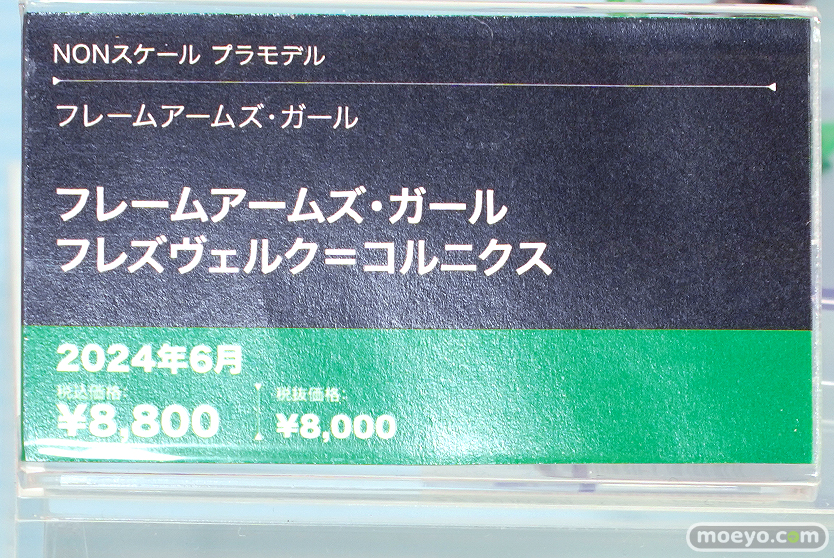 NONスケール プラモデル
フレームアームズ・ガール
フレームアームズ・ガール
フレズヴェルク＝コルニクス
2024年6月
税込価格:
¥8,800
税抜価格:
¥8,000
moeyo.com